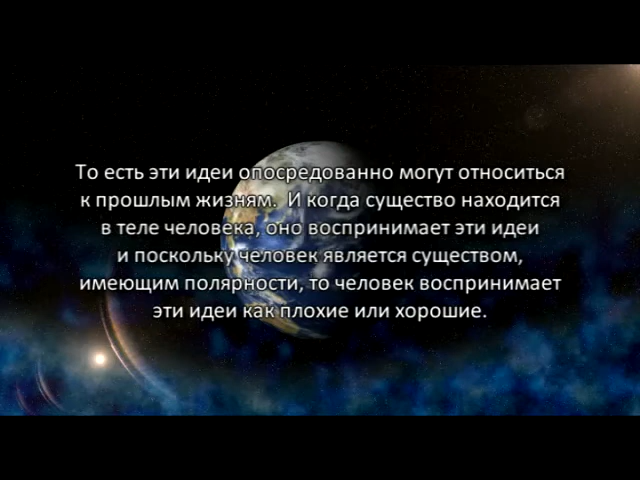 То есть эти идеи опосредованно могут относиться
к прошлым жизням.  И когда существо находится
в теле человека, оно воспринимает эти идеи
и поскольку человек является существом,
имеющим полярности, то человек воспринимает
эти идеи как плохие или хорошие.